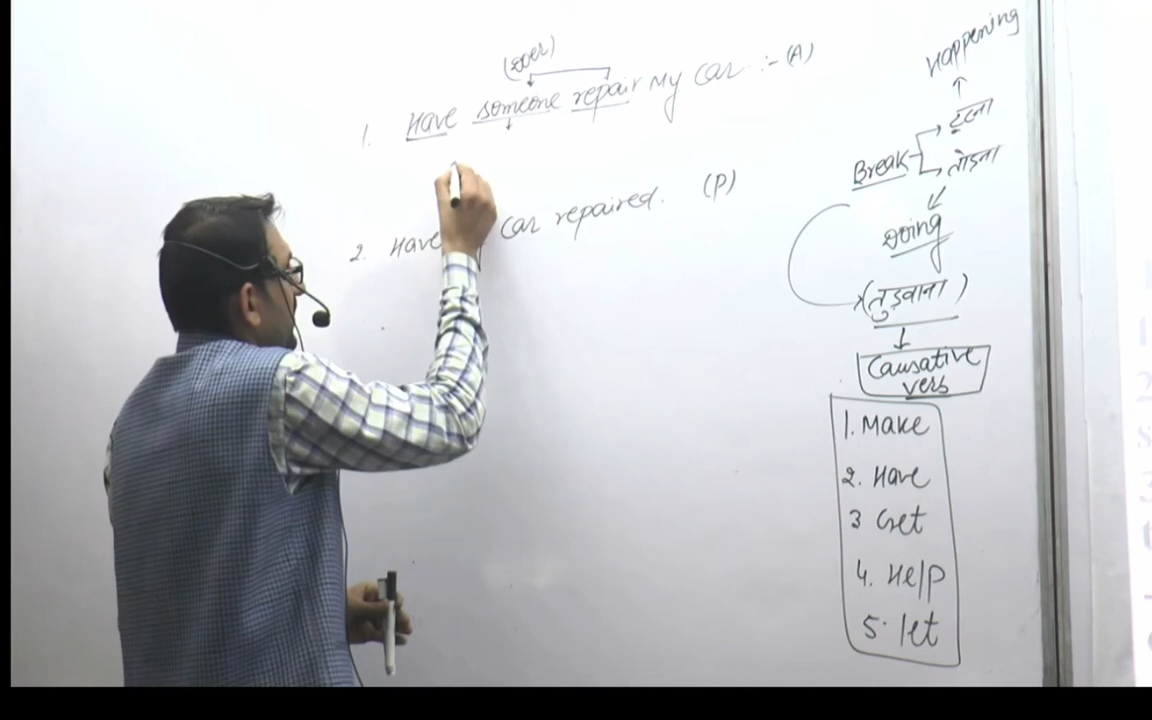 (Doer)
1. Have someone repair My Car :- (A)
2. Have car repaired. (P)
Happening
टूटना
Break
तोड़ना
Doing
(तुड़वाना)
Causative
verb
1. Make
2. Have
3 Get
4. Help
5. let